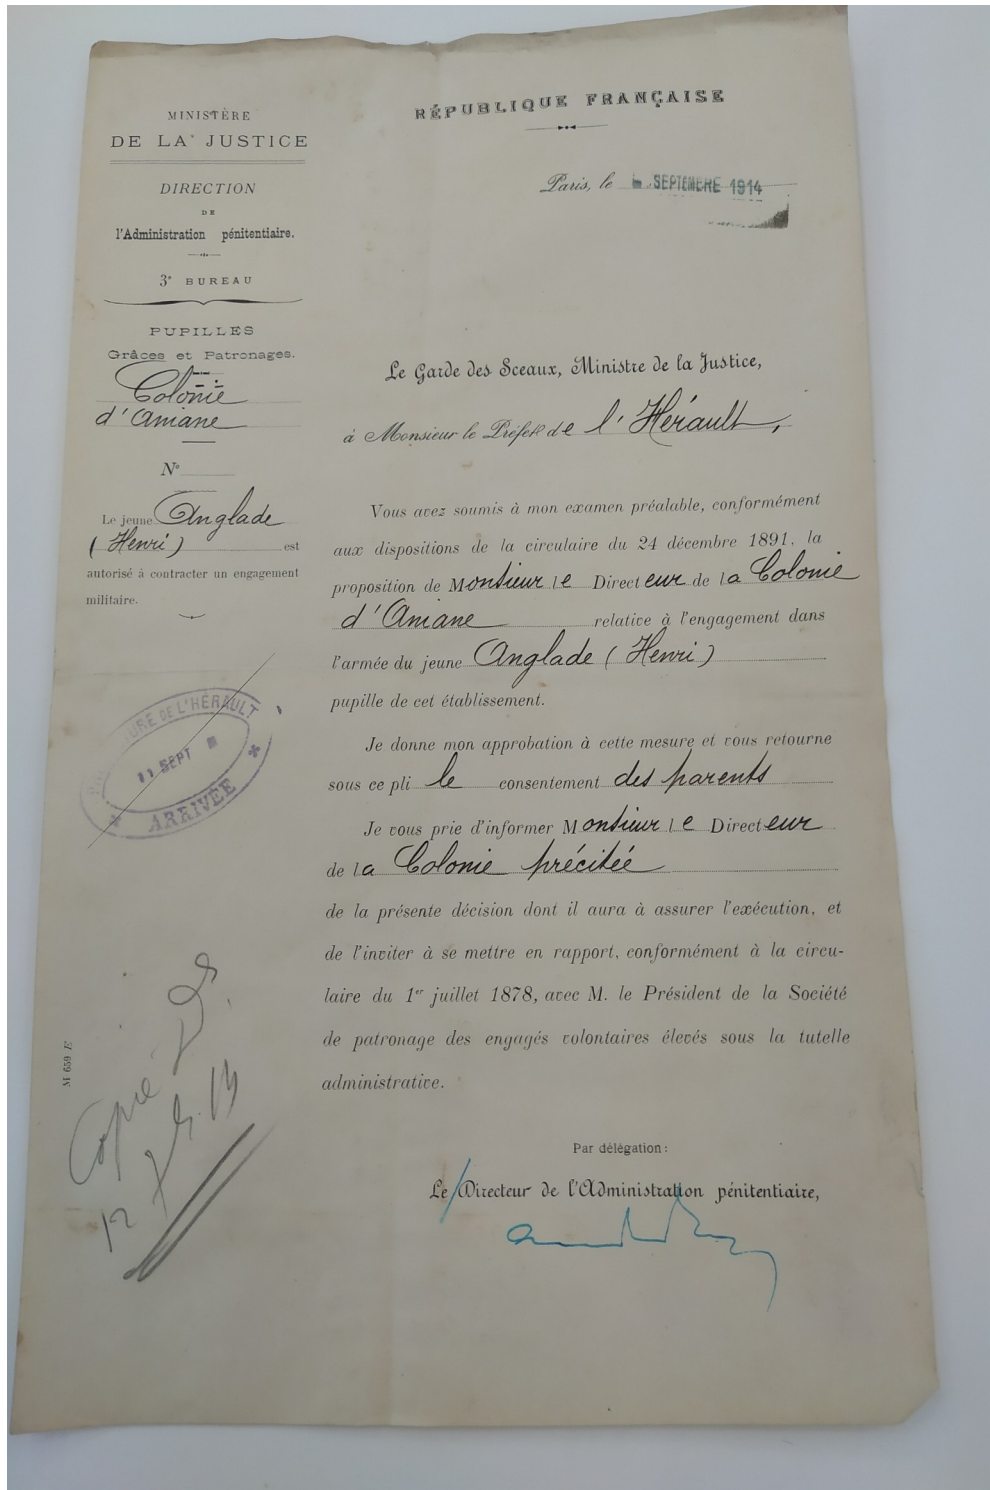 MINISTÈRE
DE LA JUSTICE
DIRECTION
DE
l'Administration pénitentiaire.
3e BUREAU
PUPILLES
Grâces et Patronages.
Colonie
d'Aniane
No
Le jeune Anglade
(Henri) est
autorisé à contracter un engagement
militaire.
RÉPUBLIQUE FRANÇAISE
Paris, le SEPTEMBRE 1914
Le Garde des Sceaux, Ministre de la Justice,
à Monsieur le Préfet de l'Hérault,
Vous avez soumis à mon examen préalable, conformément
aux dispositions de la circulaire du 24 décembre 1891, la
proposition de Monsieur le Directeur de la Colonie
d'Aniane relative à l'engagement dans
l'armée du jeune Anglade (Henri)
pupille de cet établissement.
Je donne mon approbation à cette mesure et vous retourne
sous ce pli le consentement des parents
Je vous prie d'informer Monsieur le Directeur
de la Colonie précitée
de la présente décision dont il aura à assurer l'exécution, et
de l'inviter à se mettre en rapport, conformément à la circu-
laire du 1er juillet 1878, avec M. le Président de la Société
de patronage des engagés volontaires élevés sous la tutelle
administrative.
Par délégation :
Le Directeur de l'Administration pénitentiaire,
DE L'HÉRAULT
11 SEPT
ARRIVÉE
M 659 E
Copie
12